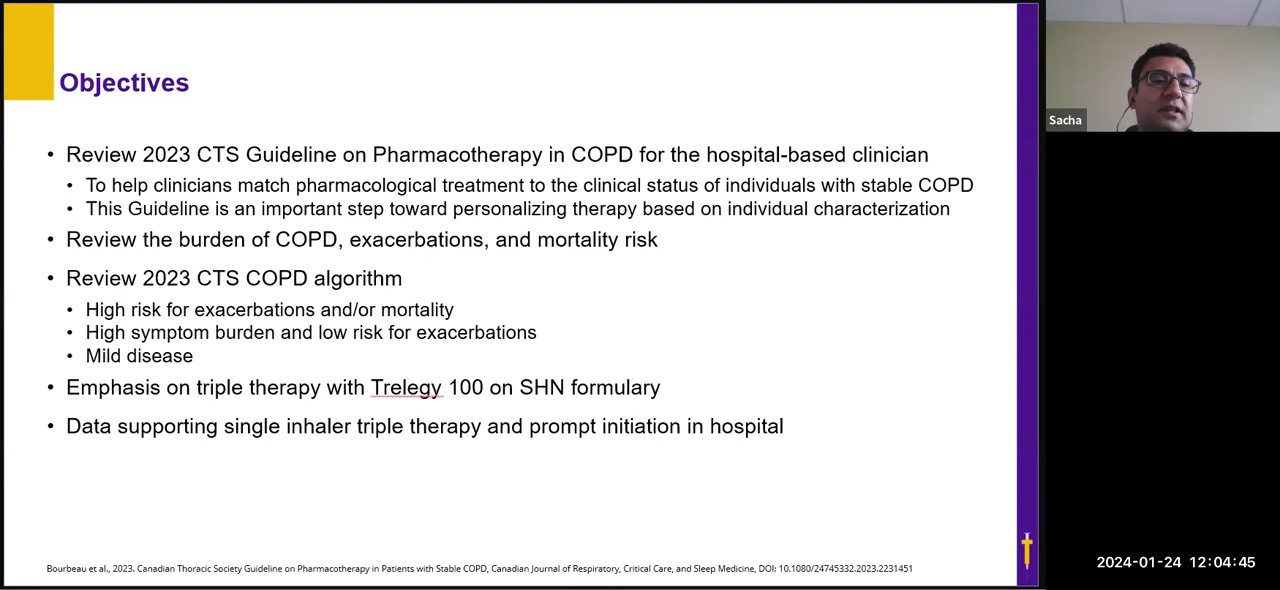 Objectives
• Review 2023 CTS Guideline on Pharmacotherapy in COPD for the hospital-based clinician
• To help clinicians match pharmacological treatment to the clinical status of individuals with stable COPD
• This Guideline is an important step toward personalizing therapy based on individual characterization
• Review the burden of COPD, exacerbations, and mortality risk
• Review 2023 CTS COPD algorithm
• High risk for exacerbations and/or mortality
• High symptom burden and low risk for exacerbations
• Mild disease
• Emphasis on triple therapy with Trelegy 100 on SHN formulary
• Data supporting single inhaler triple therapy and prompt initiation in hospital
Bourbeau et al., 2023. Canadian Thoracic Society Guideline on Pharmacotherapy in Patients with Stable COPD, Canadian Journal of Respiratory, Critical Care, and Sleep Medicine, DOI: 10.1080/24745332.2023.2231451
Sacha
2024-01-24 12:04:45